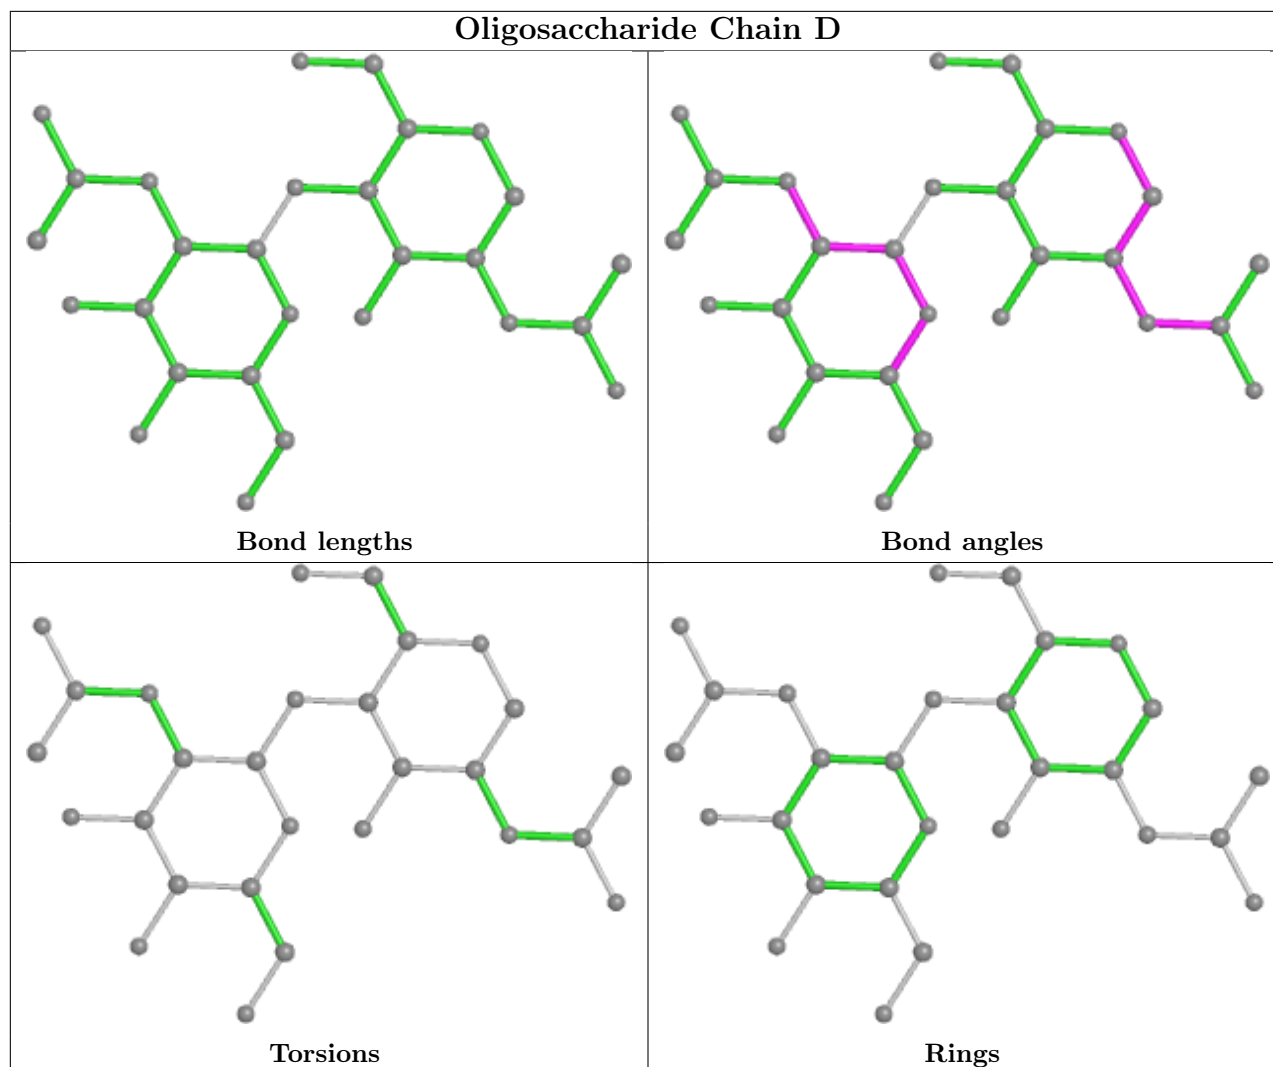 Oligosaccharide Chain D
Bond lengths
Bond angles
Torsions
Rings